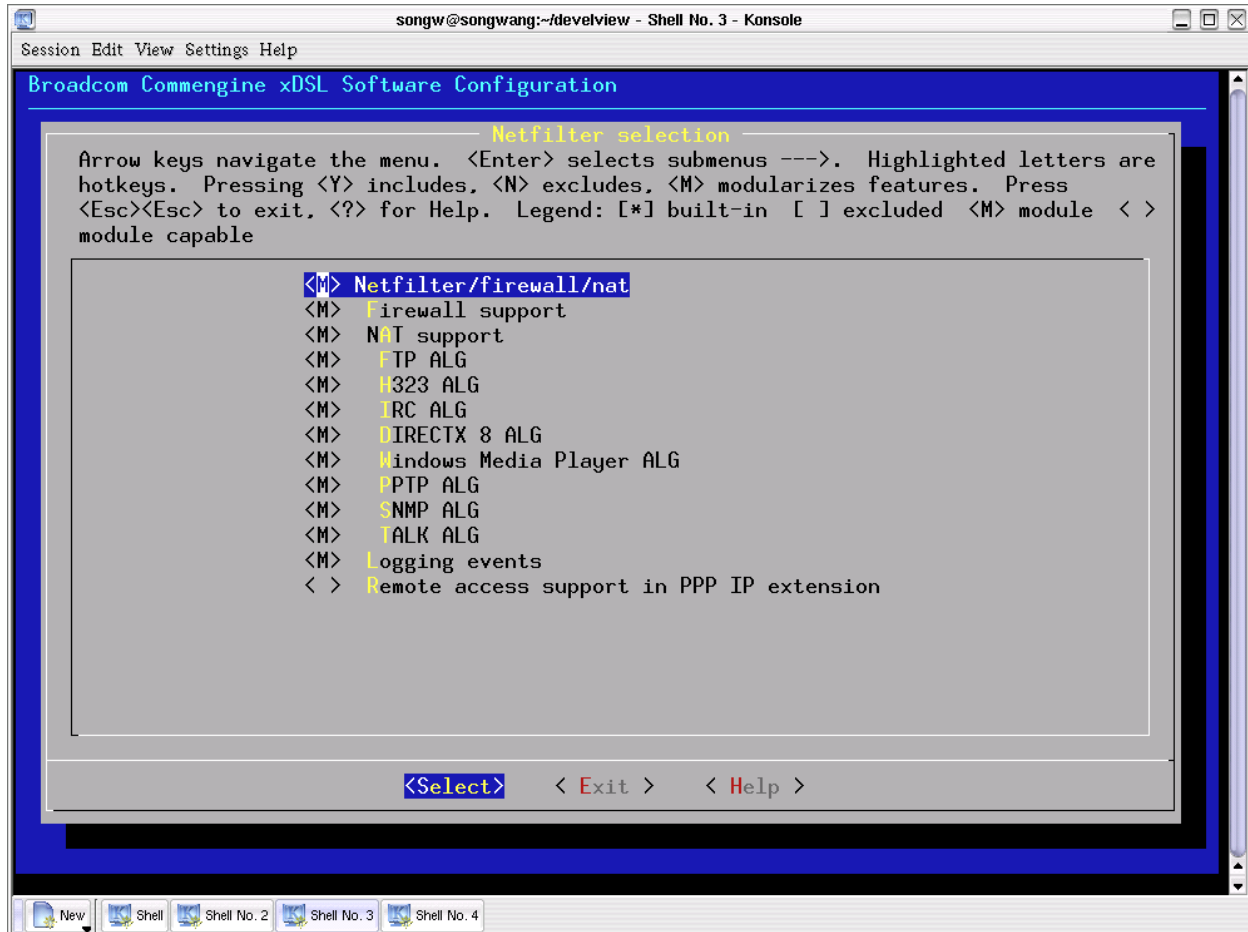 songw@songwang:~/develview - Shell No. 3 - Konsole
Session Edit View Settings Help
Broadcom Commengine xDSL Software Configuration
Netfilter selection
Arrow keys navigate the menu. <Enter> selects submenus --->. Highlighted letters are
hotkeys. Pressing <Y> includes, <N> excludes, <M> modularizes features. Press
<Esc><Esc> to exit, <?> for Help. Legend: [*] built-in [ ] excluded <M> module < >
module capable
<M> Netfilter/firewall/nat
<M> Firewall support
<M> NAT support
<M> FTP ALG
<M> H323 ALG
<M> IRC ALG
<M> DIRECTX 8 ALG
<M> Windows Media Player ALG
<M> PPTP ALG
<M> SNMP ALG
<M> TALK ALG
<M> Logging events
< > Remote access support in PPP IP extension
<Select> < Exit > < Help >
New Shell Shell No. 2 Shell No. 3 Shell No. 4